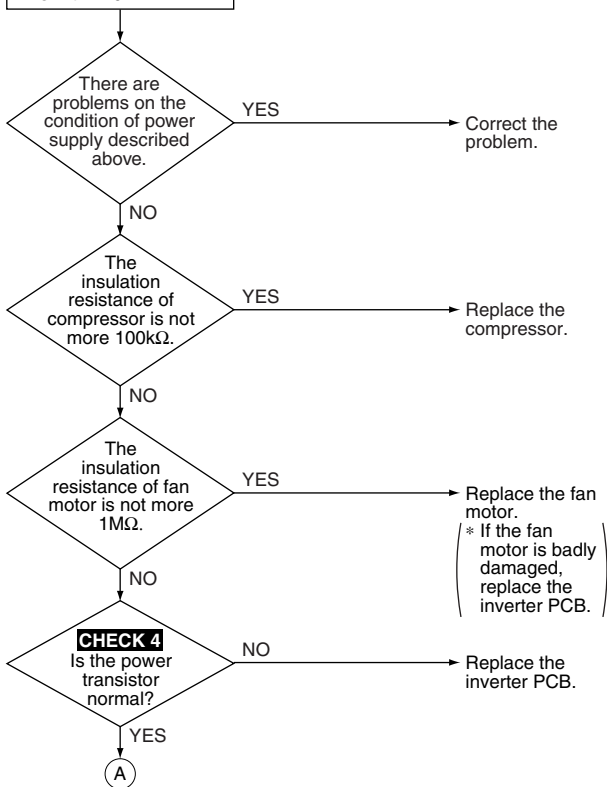 There are
problems on the
condition of power
supply described
above.
YES
Correct the
problem.
NO
The
insulation
resistance of
compressor is not
more 100kΩ.
YES
Replace the
compressor.
NO
The
insulation
resistance of fan
motor is not more
1MΩ.
YES
Replace the fan
motor.
* If the fan
motor is badly
damaged,
replace the
inverter PCB.
NO
CHECK 4
Is the power
transistor
normal?
NO
Replace the
inverter PCB.
YES
A